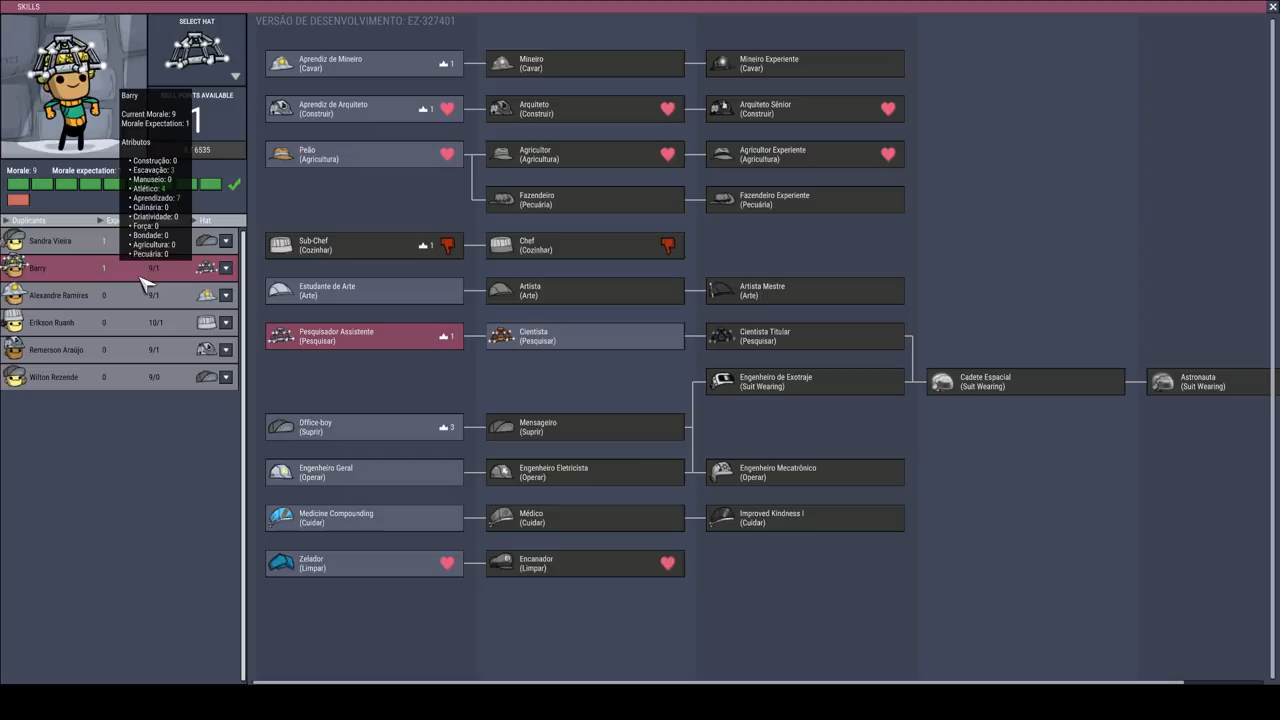 SKILLS
SELECT HAT
VERSÃO DE DESENVOLVIMENTO: EZ-327401
Barry
Current Morale: 9
Morale Expectation: 1
Atributos
• Construção: 0
• Escavação: 3
• Manuseio: 0
• Atlético: 4
• Aprendizado: 7
• Culinária: 0
• Criatividade: 0
• Força: 0
• Bondade: 0
• Agricultura: 0
• Pecuária: 0
AVAILABLE
1
6535
Morale: 9 Morale expectation:
Duplicants Hat
Sandra Vieira 1
Barry 1 9/1
Alexandre Ramires 0 9/1
Erikson Ruanh 0 10/1
Remerson Araújo 0 9/1
Wilton Rezende 0 9/0
Aprendiz de Mineiro
(Cavar)
1
Mineiro
(Cavar)
Mineiro Experiente
(Cavar)
Aprendiz de Arquiteto
(Construir)
1
Arquiteto
(Construir)
Arquiteto Sênior
(Construir)
Peão
(Agricultura)
Agricultor
(Agricultura)
Agricultor Experiente
(Agricultura)
Fazendeiro
(Pecuária)
Fazendeiro Experiente
(Pecuária)
Sub-Chef
(Cozinhar)
1
Chef
(Cozinhar)
Estudante de Arte
(Arte)
Artista
(Arte)
Artista Mestre
(Arte)
Pesquisador Assistente
(Pesquisar)
1
Cientista
(Pesquisar)
Cientista Titular
(Pesquisar)
Engenheiro de Exotraje
(Suit Wearing)
Cadete Espacial
(Suit Wearing)
Astronauta
(Suit Wearing)
Office-boy
(Suprir)
3
Mensageiro
(Suprir)
Engenheiro Geral
(Operar)
Engenheiro Eletricista
(Operar)
Engenheiro Mecatrônico
(Operar)
Medicine Compounding
(Cuidar)
Médico
(Cuidar)
Improved Kindness I
(Cuidar)
Zelador
(Limpar)
Encanador
(Limpar)